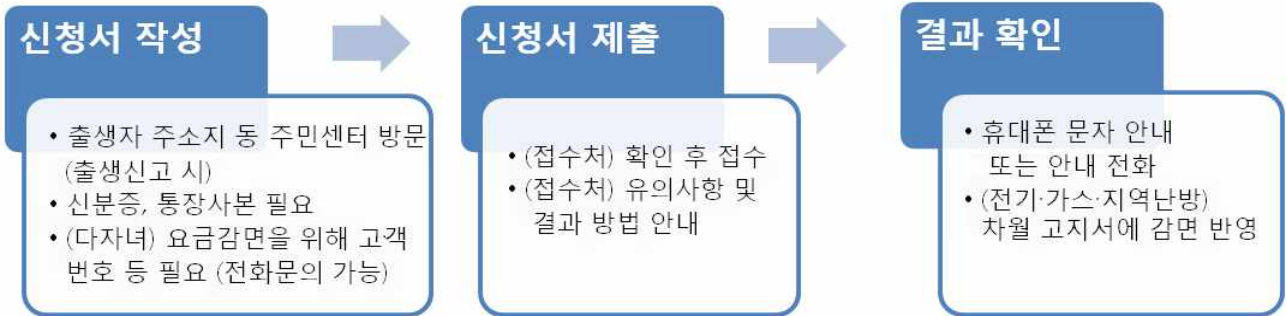 신청서 작성
• 출생자 주소지 동 주민센터 방문
(출생신고 시)
• 신분증, 통장사본 필요
• (다자녀) 요금감면을 위해 고객
번호 등 필요 (전화문의 가능)
신청서 제출
• (접수처) 확인 후 접수
• (접수처) 유의사항 및
결과 방법 안내
결과 확인
• 휴대폰 문자 안내
또는 안내 전화
• (전기·가스·지역난방)
차월 고지서에 감면 반영